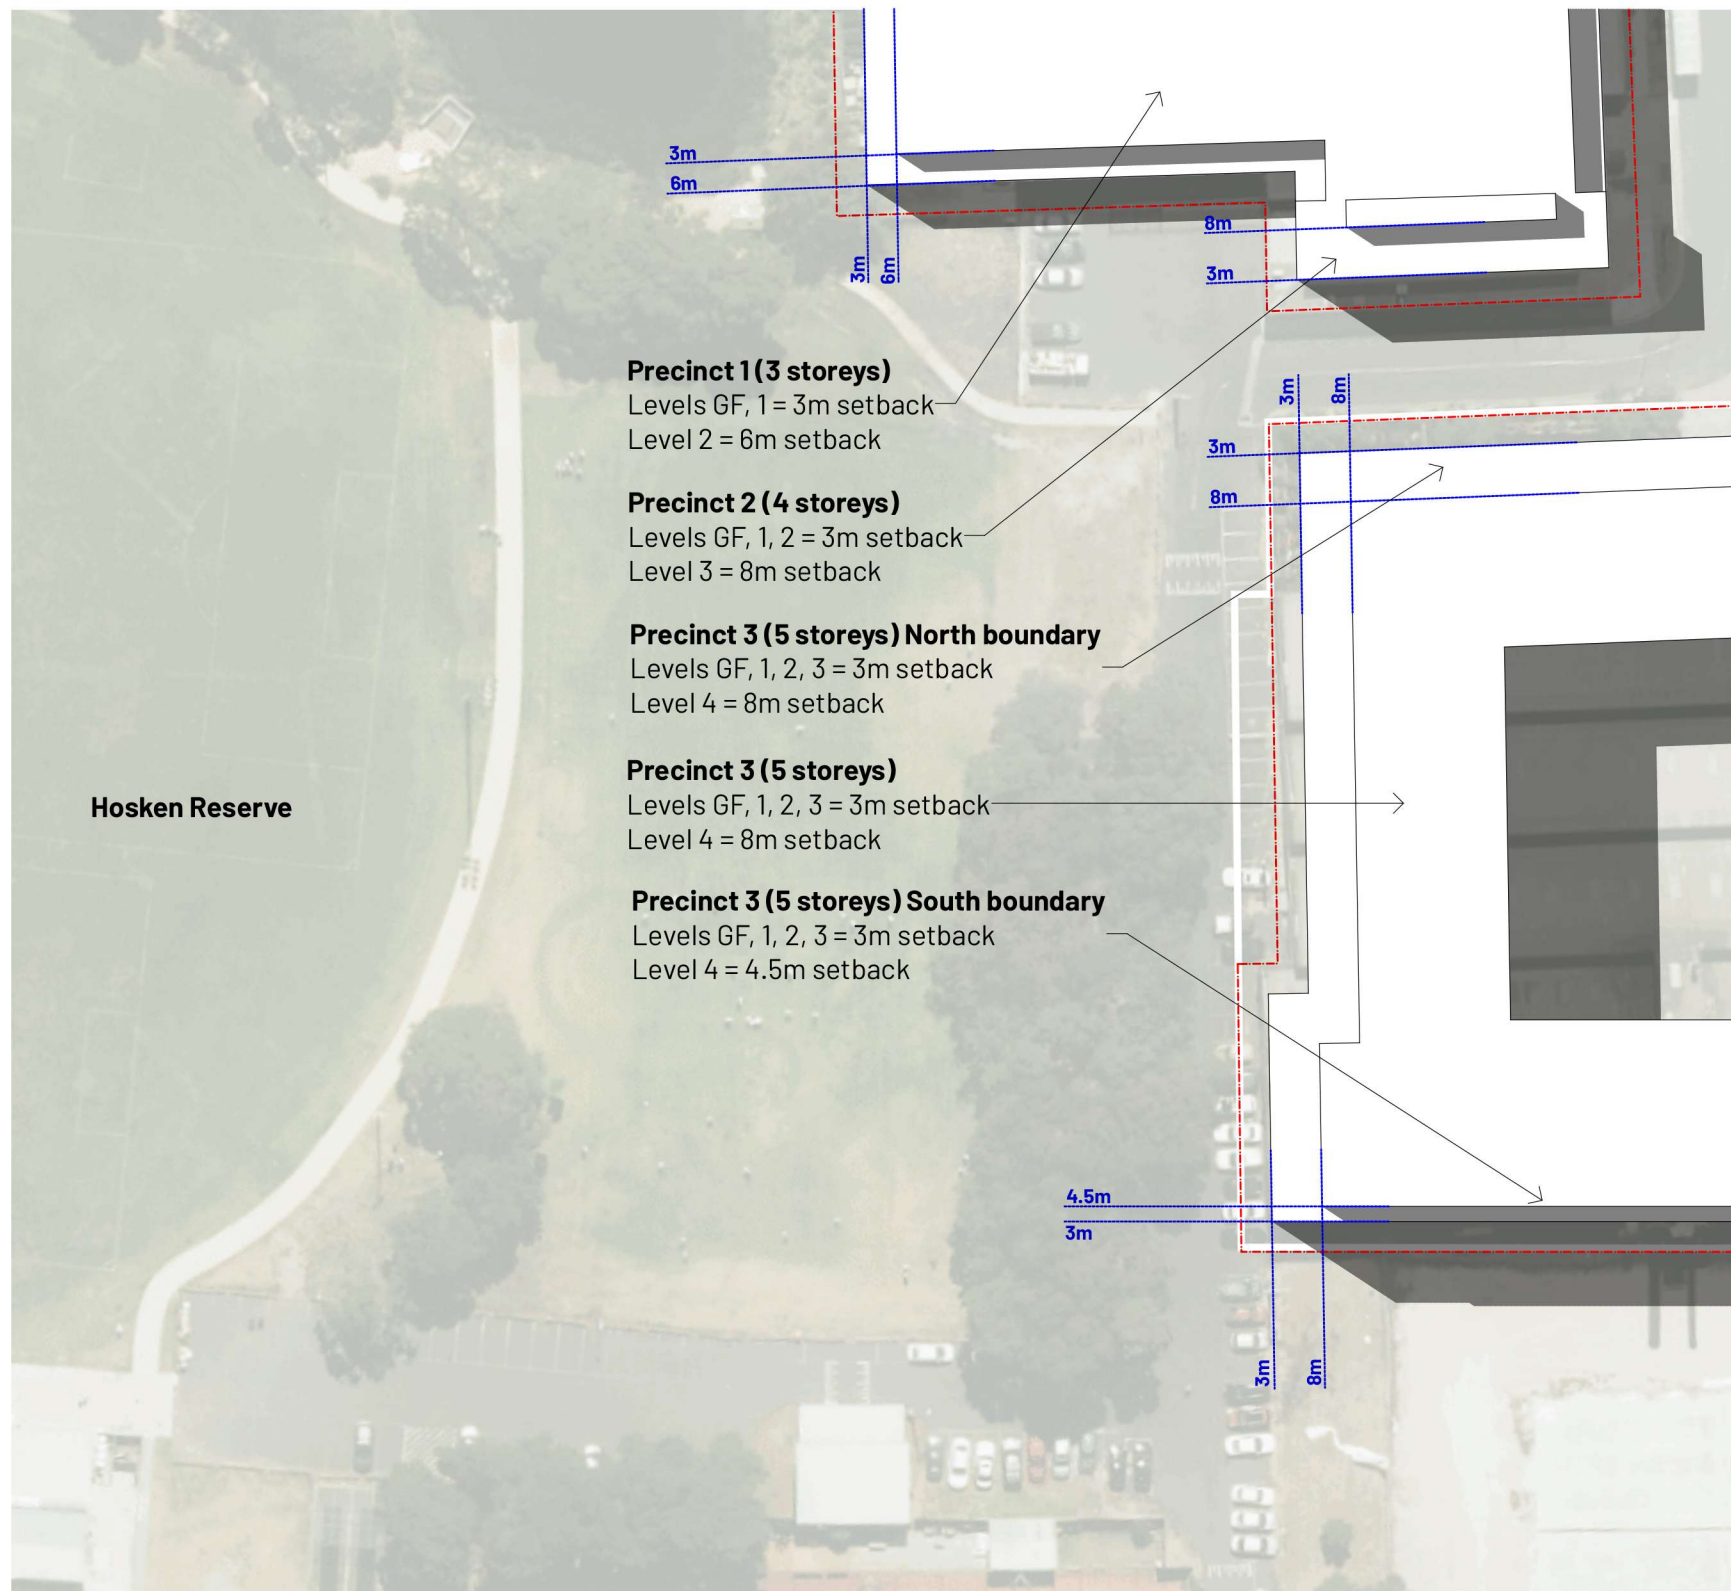 3m
6m
3m
6m
8m
3m
Precinct 1 (3 storeys)
Levels GF, 1 = 3m setback
Level 2 = 6m setback
3m
8m
3m
8m
Precinct 2 (4 storeys)
Levels GF, 1, 2 = 3m setback
Level 3 = 8m setback
Precinct 3 (5 storeys) North boundary
Levels GF, 1, 2, 3 = 3m setback
Level 4 = 8m setback
Precinct 3 (5 storeys)
Levels GF, 1, 2, 3 = 3m setback
Level 4 = 8m setback
Hosken Reserve
Precinct 3 (5 storeys) South boundary
Levels GF, 1, 2, 3 = 3m setback
Level 4 = 4.5m setback
4.5m
3m
3m
8m